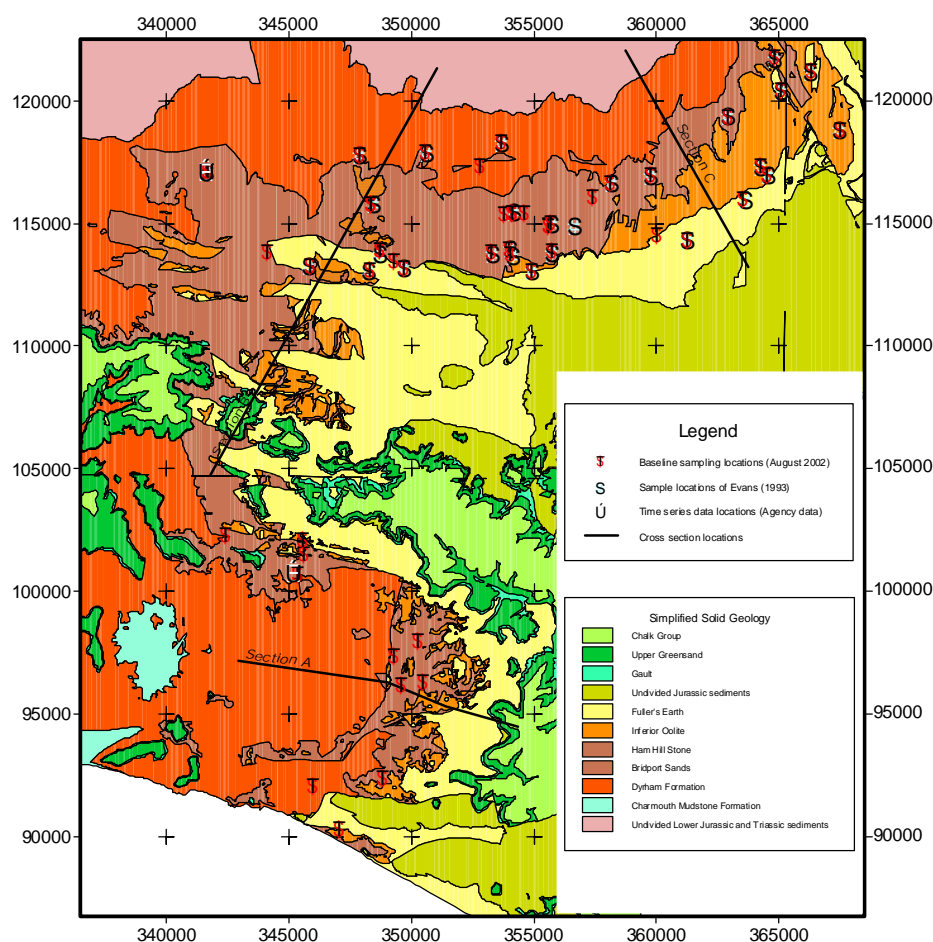 340000 345000 350000 355000 360000 365000
120000 120000
115000 115000
110000 110000
105000 105000
100000 100000
95000 95000
90000 90000
Section C
Section A
Legend
Baseline sampling locations (August 2002)
S Sample locations of Evans (1993)
Ú Time series data locations (Agency data)
Cross section locations
Simplified Solid Geology
Chalk Group
Upper Greensand
Gault
Undivided Jurassic sediments
Fuller's Earth
Inferior Oolite
Ham Hill Stone
Bridport Sands
Dyrham Formation
Charmouth Mudstone Formation
Undivided Lower Jurassic and Triassic sediments
340000 345000 350000 355000 360000 365000